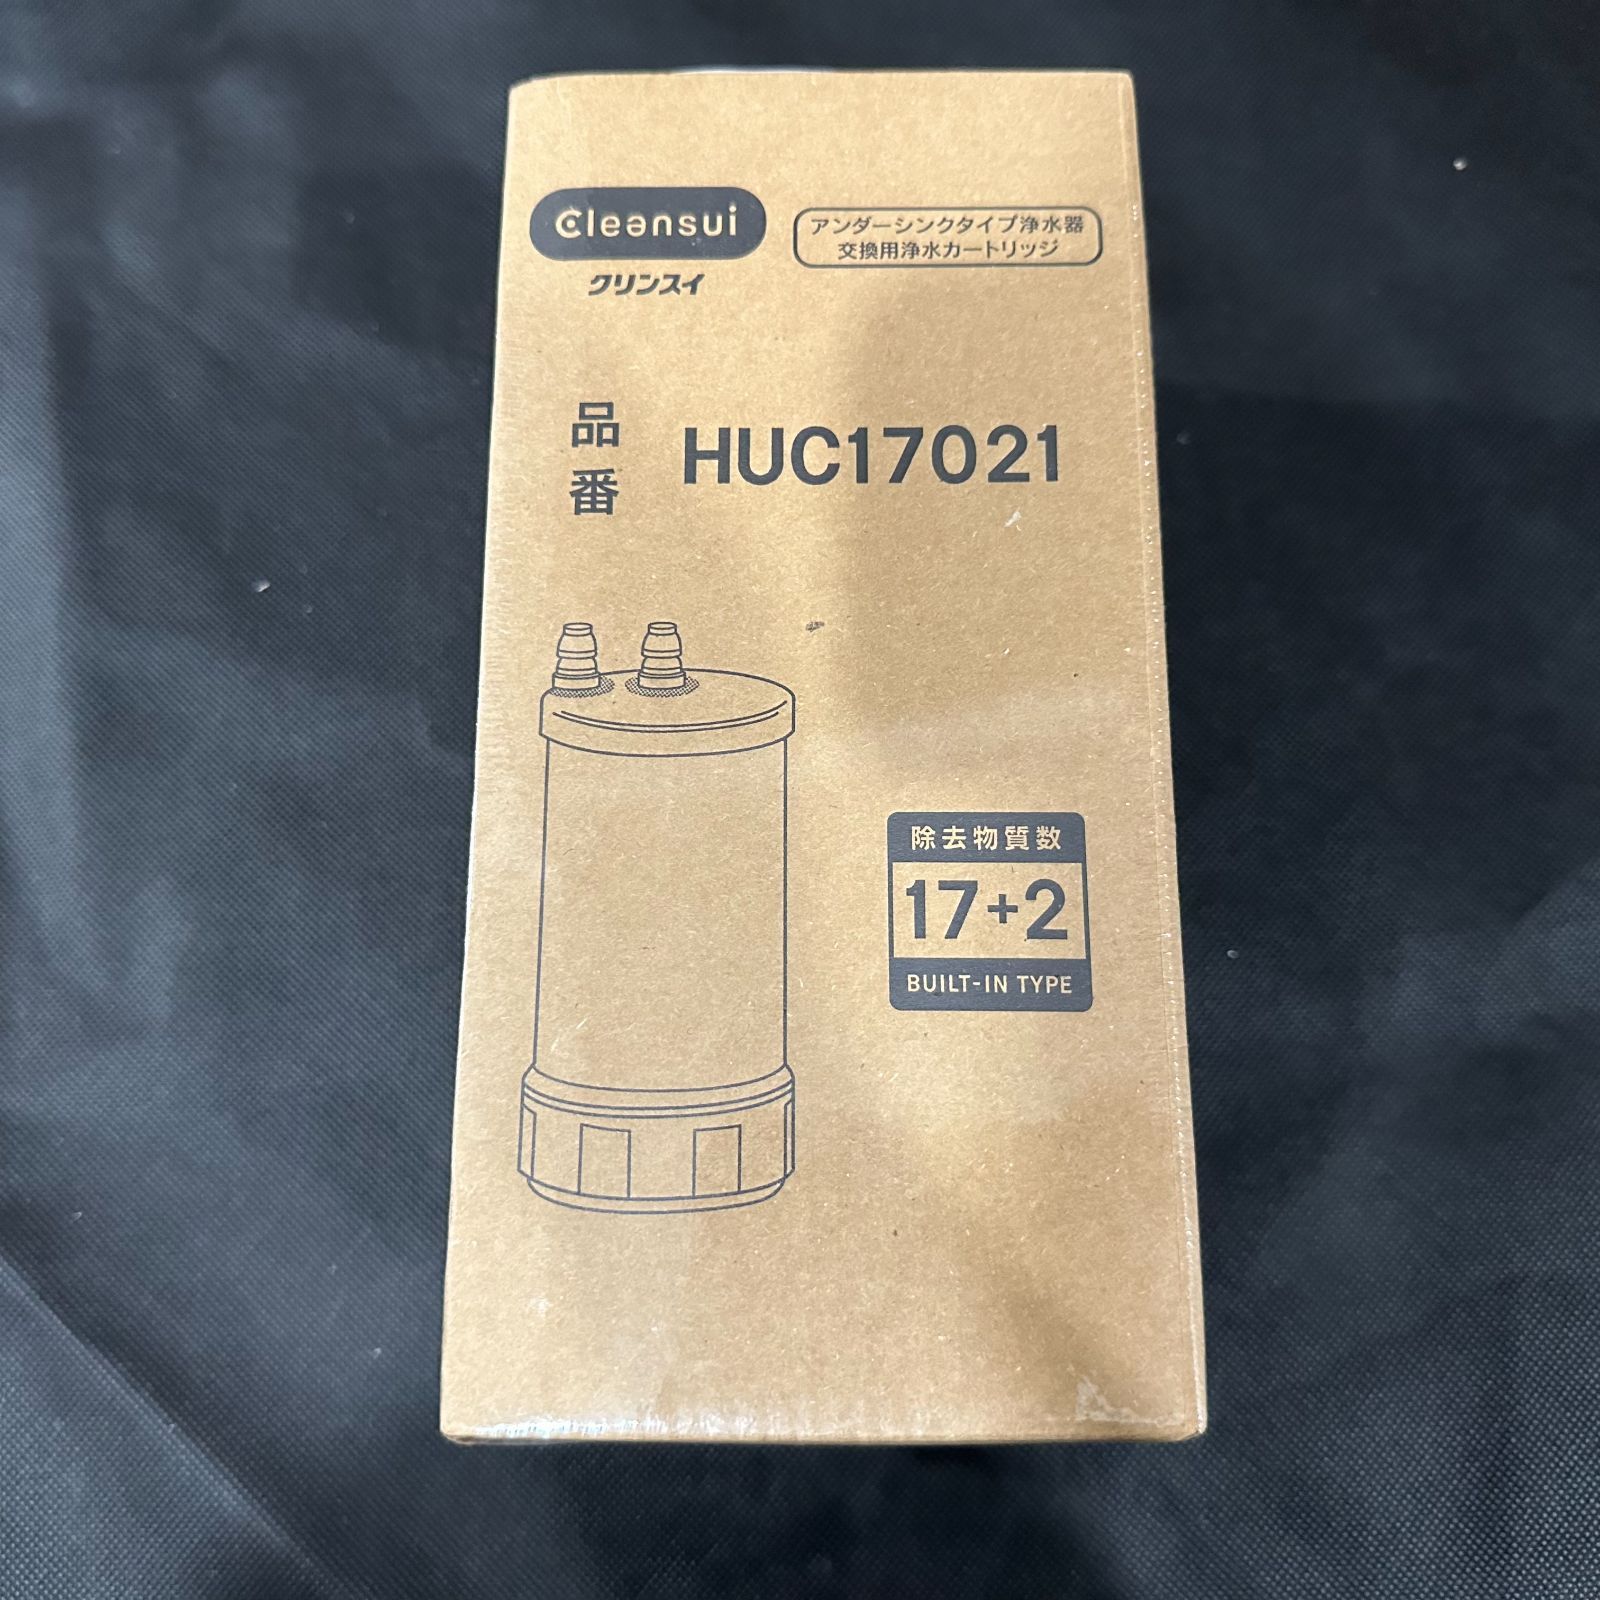 Cleansui
クリンスイ
アンダーシンクタイプ浄水器
交換用浄水カートリッジ
品番 HUC17021
除去物質数
17+2
BUILT-IN TYPE